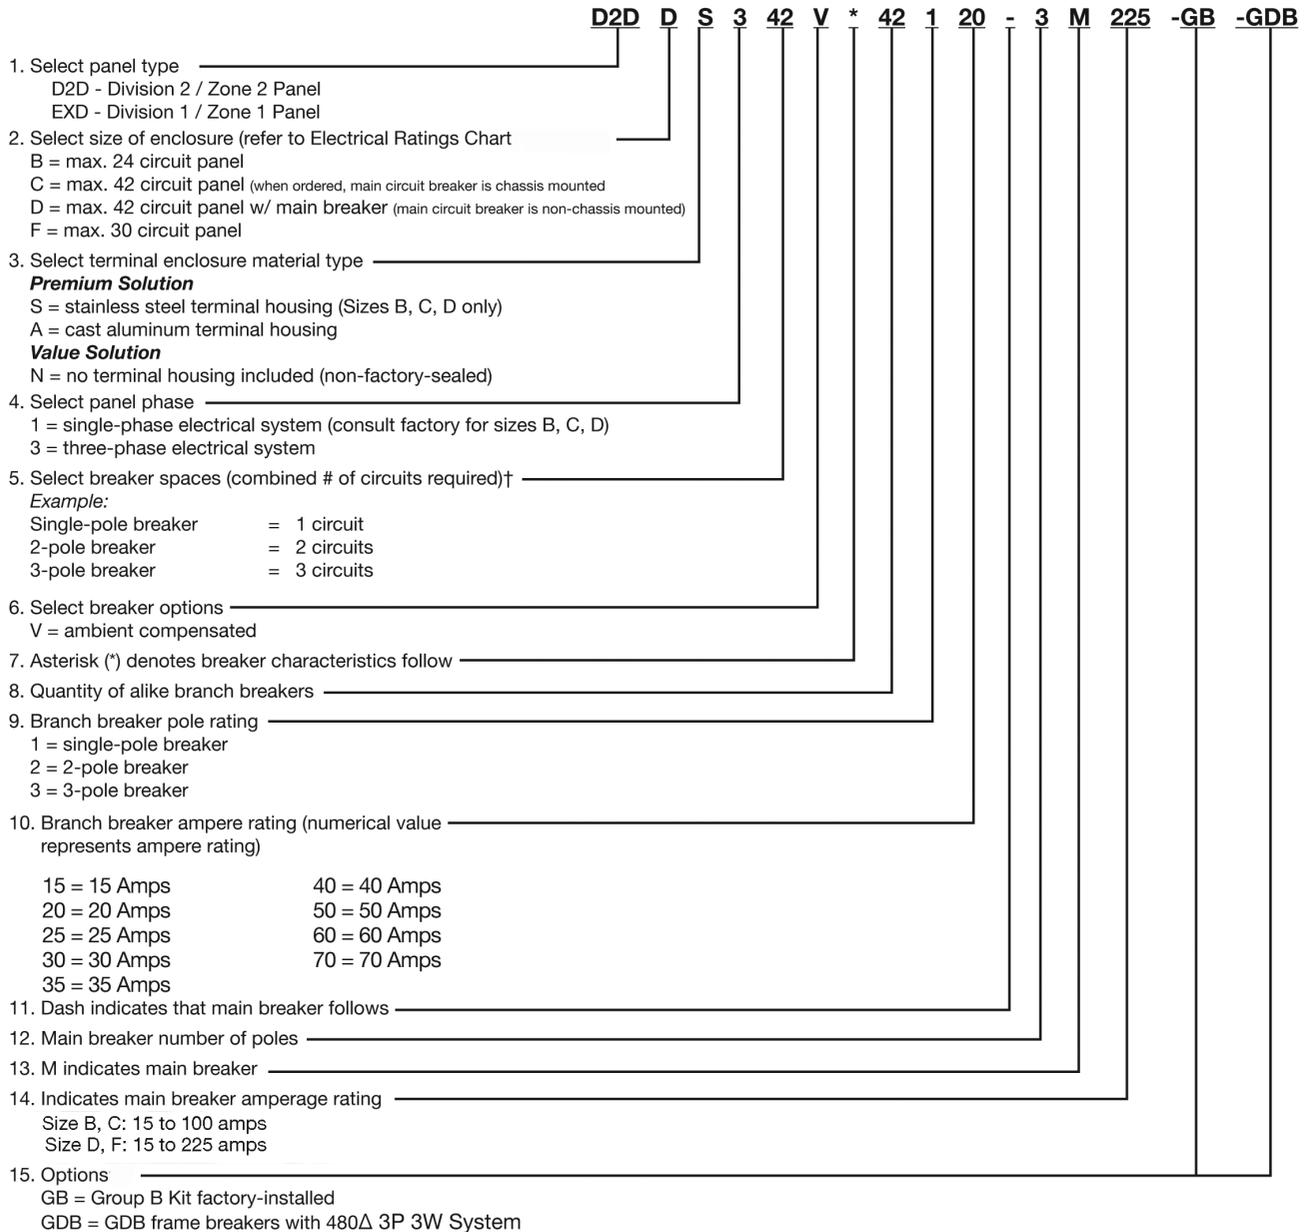 D2D D S 3 42 V * 42 1 20 - 3 M 225 -GB -GDB
1. Select panel type
D2D - Division 2 / Zone 2 Panel
EXD - Division 1 / Zone 1 Panel
2. Select size of enclosure (refer to Electrical Ratings Chart
B = max. 24 circuit panel
C = max. 42 circuit panel (when ordered, main circuit breaker is chassis mounted
D = max. 42 circuit panel w/ main breaker (main circuit breaker is non-chassis mounted)
F = max. 30 circuit panel
3. Select terminal enclosure material type
Premium Solution
S = stainless steel terminal housing (Sizes B, C, D only)
A = cast aluminum terminal housing
Value Solution
N = no terminal housing included (non-factory-sealed)
4. Select panel phase
1 = single-phase electrical system (consult factory for sizes B, C, D)
3 = three-phase electrical system
5. Select breaker spaces (combined # of circuits required)†
Example:
Single-pole breaker = 1 circuit
2-pole breaker = 2 circuits
3-pole breaker = 3 circuits
6. Select breaker options
V = ambient compensated
7. Asterisk (*) denotes breaker characteristics follow
8. Quantity of alike branch breakers
9. Branch breaker pole rating
1 = single-pole breaker
2 = 2-pole breaker
3 = 3-pole breaker
10. Branch breaker ampere rating (numerical value
represents ampere rating)
15 = 15 Amps 40 = 40 Amps
20 = 20 Amps 50 = 50 Amps
25 = 25 Amps 60 = 60 Amps
30 = 30 Amps 70 = 70 Amps
35 = 35 Amps
11. Dash indicates that main breaker follows
12. Main breaker number of poles
13. M indicates main breaker
14. Indicates main breaker amperage rating
Size B, C: 15 to 100 amps
Size D, F: 15 to 225 amps
15. Options
GB = Group B Kit factory-installed
GDB = GDB frame breakers with 480Δ 3P 3W System